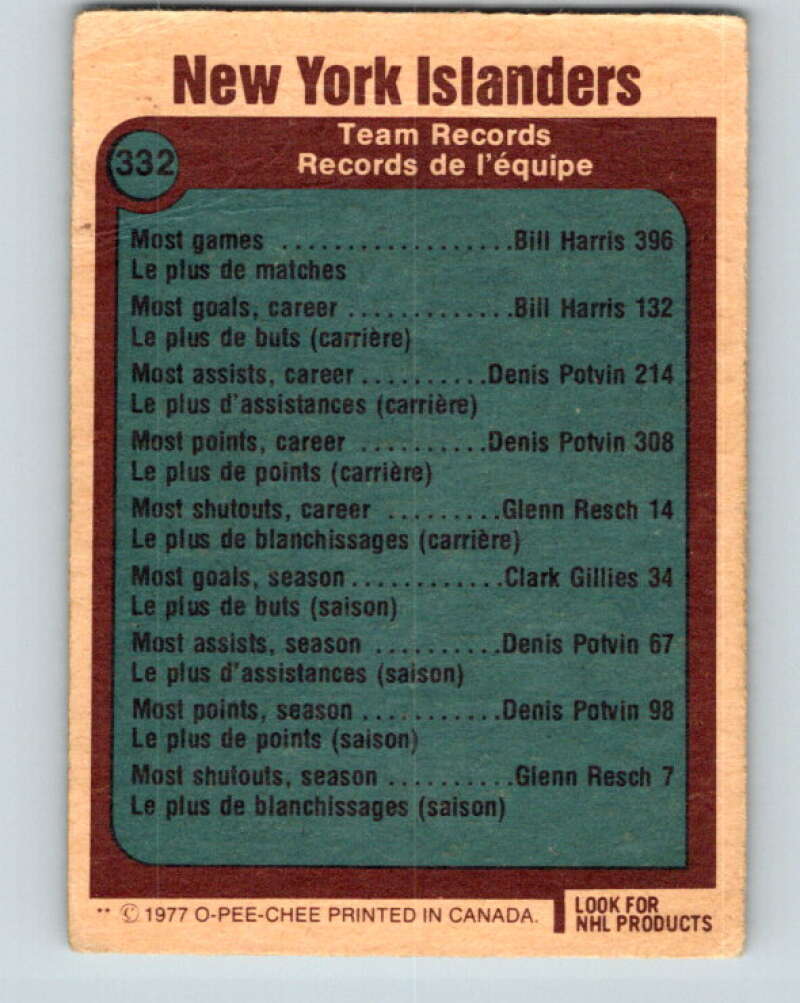 New York Islanders
332
Team Records
Records de l'équipe
Most games ..................Bill Harris 396
Le plus de matches
Most goals, career .............Bill Harris 132
Le plus de buts (carrière)
Most assists, career..........Denis Potvin 214
Le plus d'assistances (carrière)
Most points, career ..........Denis Potvin 308
Le plus de points (carrière)
Most shutouts, career .........Glenn Resch 14
Le plus de blanchissages (carrière)
Most goals, season............Clark Gillies 34
Le plus de buts (saison)
Most assists, season ..........Denis Potvin 67
Le plus d'assistances (saison)
Most points, season ...........Denis Potvin 98
Le plus de points (saison)
Most shutouts, season ..........Glenn Resch 7
Le plus de blanchissages (saison)
** © 1977 O-PEE-CHEE PRINTED IN CANADA.
LOOK FOR
NHL PRODUCTS